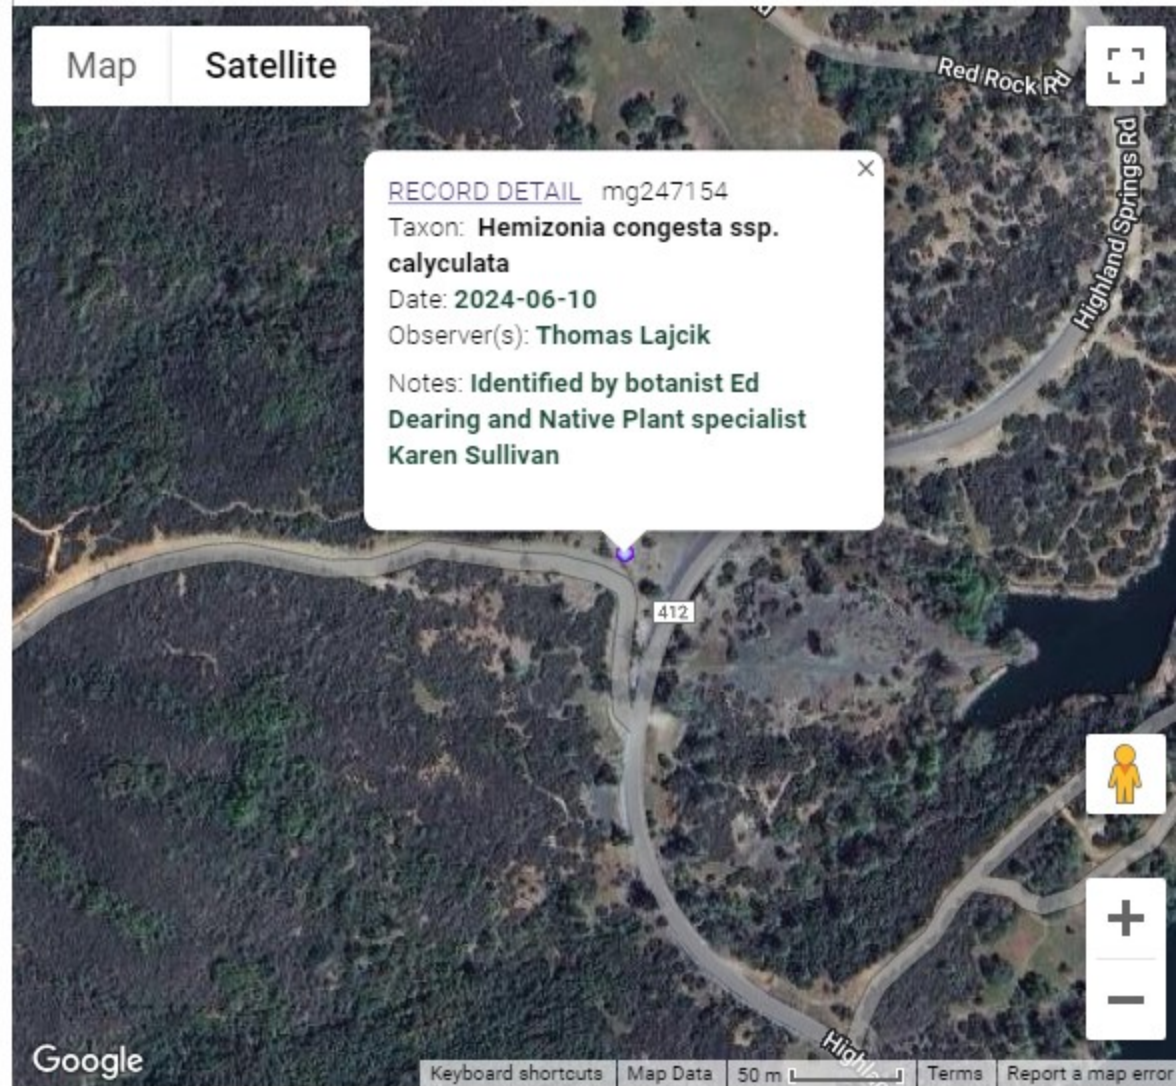 Map
Satellite
Red Rock Rd
Highland Springs Rd
RECORD DETAIL mg247154
Taxon: Hemizonia congesta ssp.
calyculata
Date: 2024-06-10
Observer(s): Thomas Lajcik
Notes: Identified by botanist Ed
Dearing and Native Plant specialist
Karen Sullivan
412
Google
Keyboard shortcuts
Map Data
50 m
Terms
Report a map error